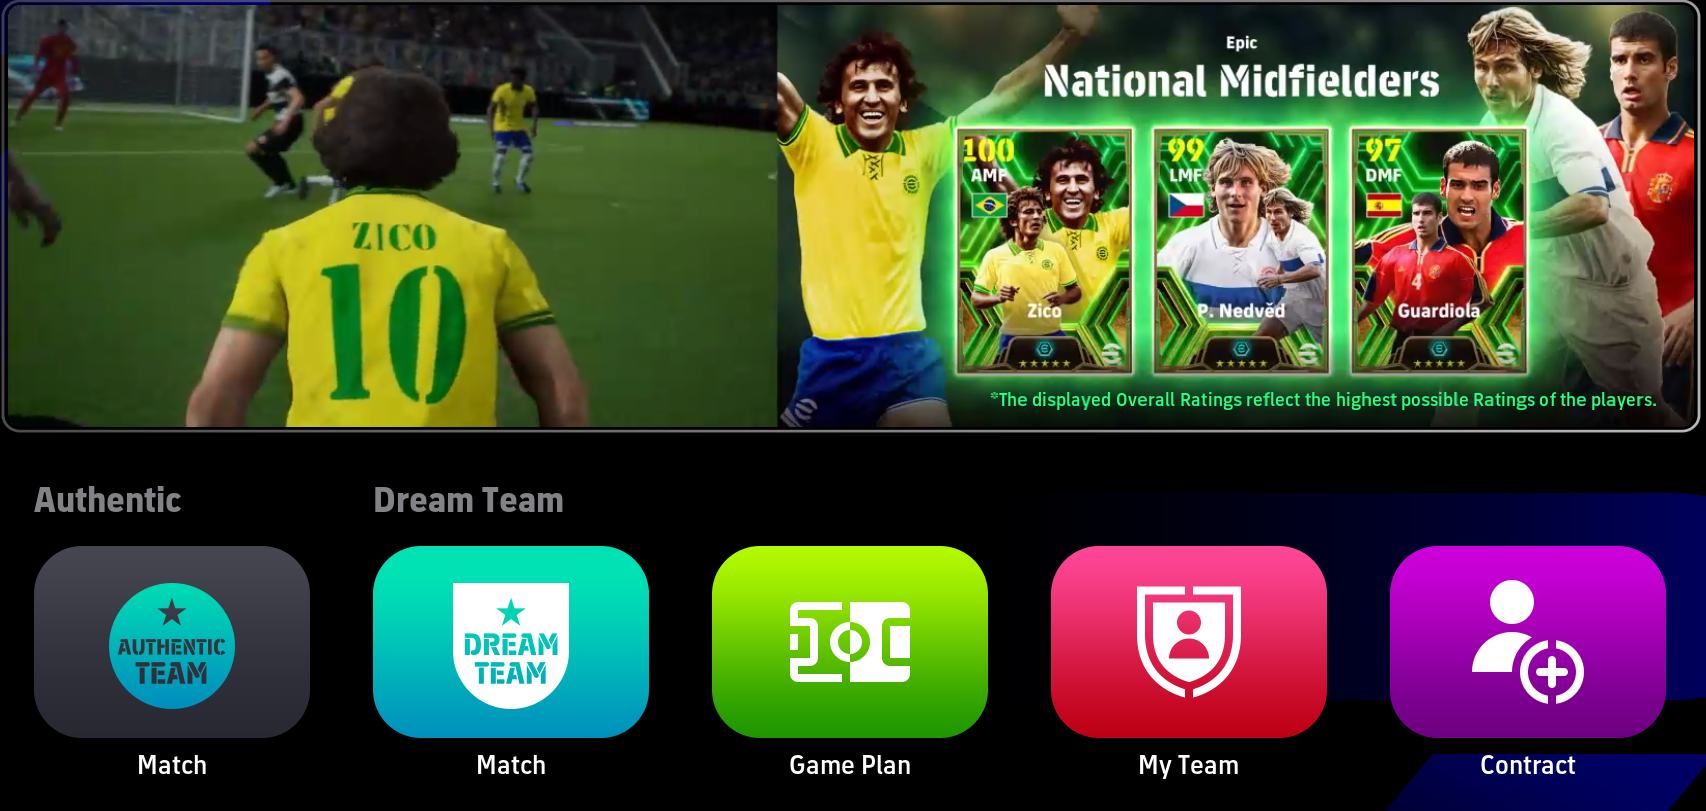 ZICO
10
Epic
National Midfielders
100
AMF
Zico
99
LMF
P. Nedvěd
97
DMF
4
Guardiola
*The displayed Overall Ratings reflect the highest possible Ratings of the players.
Authentic
Dream Team
AUTHENTIC
TEAM
DREAM
TEAM
Match
Match
Game Plan
My Team
Contract